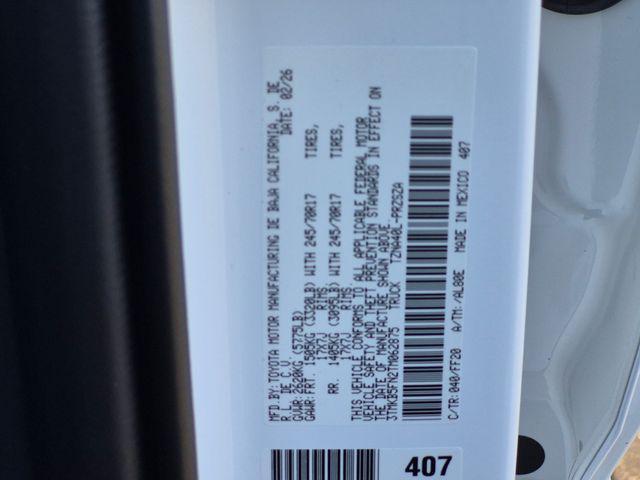 MFD.BY:TOYOTA MOTOR MANUFACTURING DE BAJA CALIFORNIA, S. DE
R.L. DE C.V. DATE: 02/26
GVWR: 2620KG (5775LB)
GAWR: FRT. 1505KG (3320LB) WITH 245/70R17 TIRES,
17X7J RIMS
RR. 1405KG (3095LB) WITH 245/70R17 TIRES,
17X7J RIMS
THIS VEHICLE CONFORMS TO ALL APPLICABLE FEDERAL MOTOR
VEHICLE SAFETY AND THEFT PREVENTION STANDARDS IN EFFECT ON
THE DATE OF MANUFACTURE SHOWN ABOVE.
TRUCK TZNA40L-PRZSZA
C/TR:040/FF20 A/TM:/AL80E MADE IN MEXICO 407
407